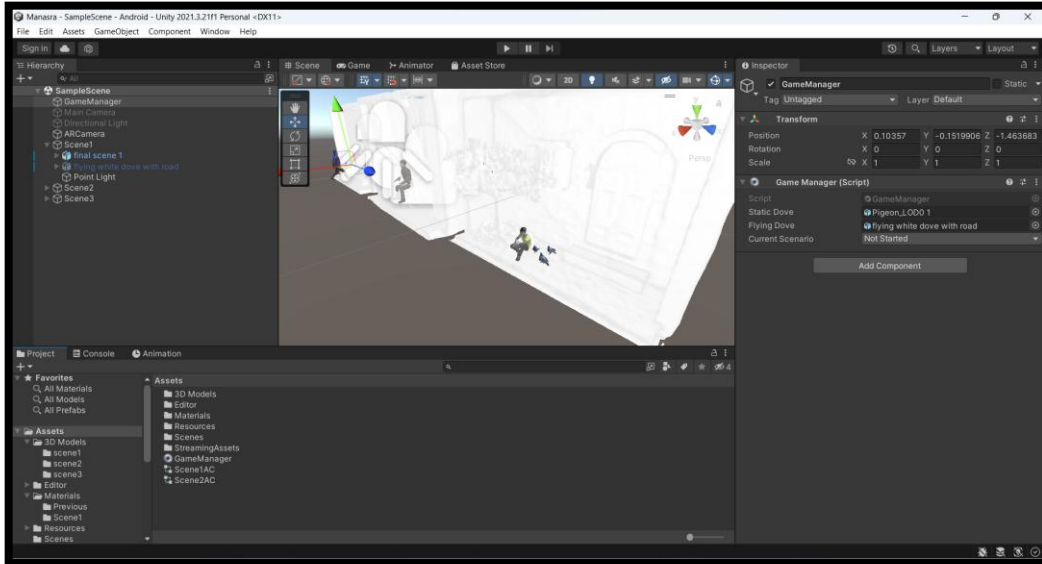 Manasra - SampleScene - Android - Unity 2021.3.21f1 Personal <DX11>
File Edit Assets GameObject Component Window Help
Sign in
Layers
Layout
Hierarchy
All
SampleScene
GameManager
Main Camera
Directional Light
ARCamera
Scene1
final scene 1
flying white dove with road
Point Light
Scene2
Scene3
Scene Game Animator Asset Store
2D
y
Persp
Inspector
GameManager
Static
Tag Untagged Layer Default
Transform
Position X 0.10357 Y -0.1519906 Z -1.463683
Rotation X 0 Y 0 Z 0
Scale X 1 Y 1 Z 1
Game Manager (Script)
Script GameManager
Static Dove Pigeon_LOD0 1
Flying Dove flying white dove with road
Current Scenario Not Started
Add Component
Project Console Animation
4
Favorites
All Materials
All Models
All Prefabs
Assets
3D Models
scene1
scene2
scene3
Editor
Materials
Previous
Scene1
Resources
Scenes
Assets
3D Models
Editor
Materials
Resources
Scenes
StreamingAssets
GameManager
Scene1AC
Scene2AC